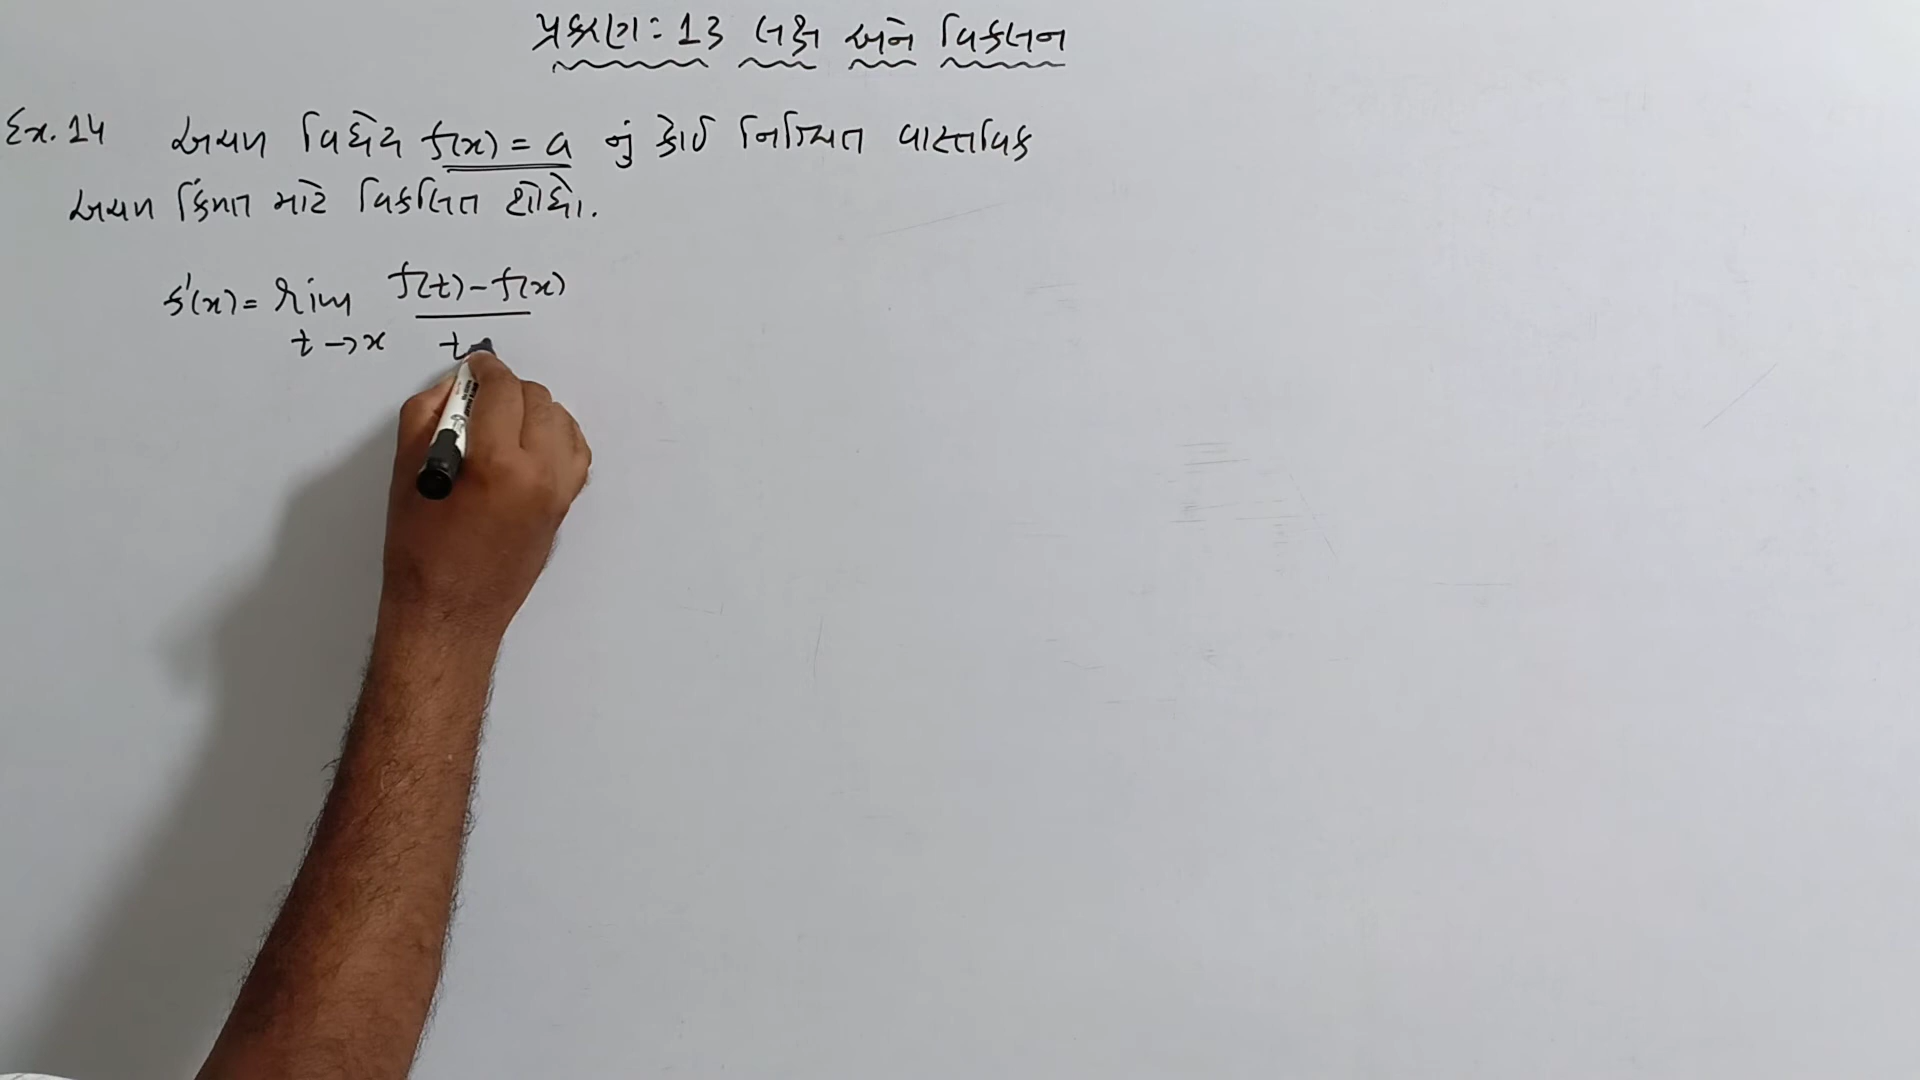 પ્રકરણ: 13 લક્ષ અને વિકલન
Ex. 14 અચળ વિધેય f(x) = a નું કોઈ નિશ્ચિત વાસ્તવિક
અચળ કિંમત માટે વિકલિત શોધો.
f'(x) = lim f(t) - f(x)
t → x t -